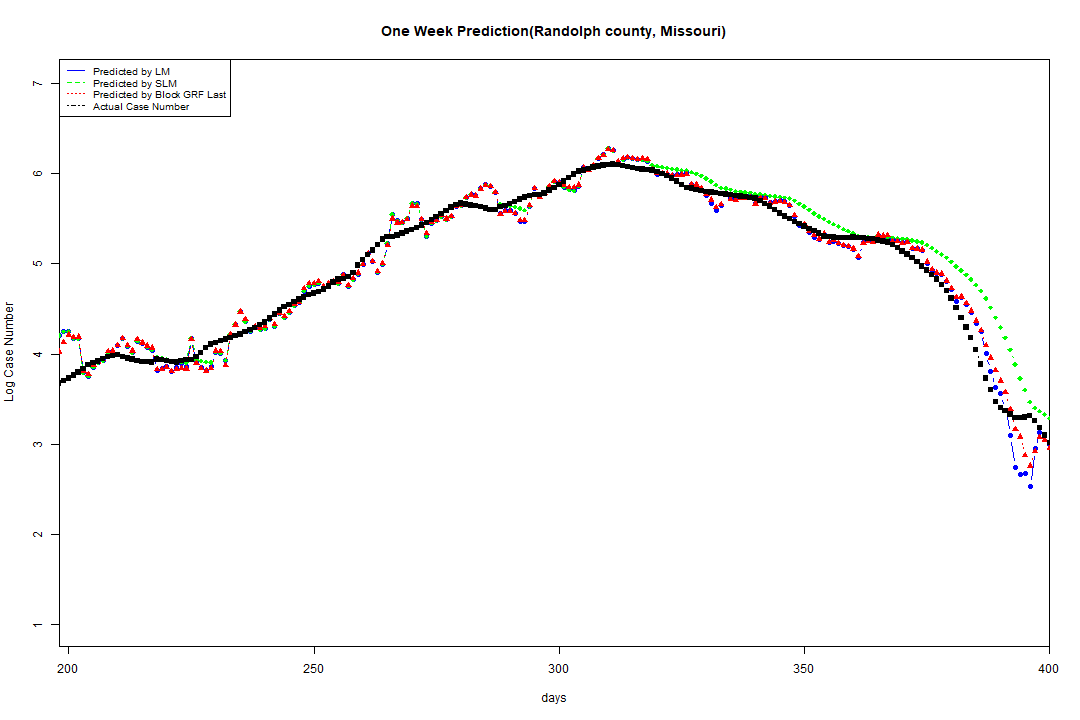 One Week Prediction(Randolph county, Missouri)
Predicted by LM
Predicted by SLM
Predicted by Block GRF Last
Actual Case Number
7
6
5
4
3
2
1
Log Case Number
200 250 300 350 400
days